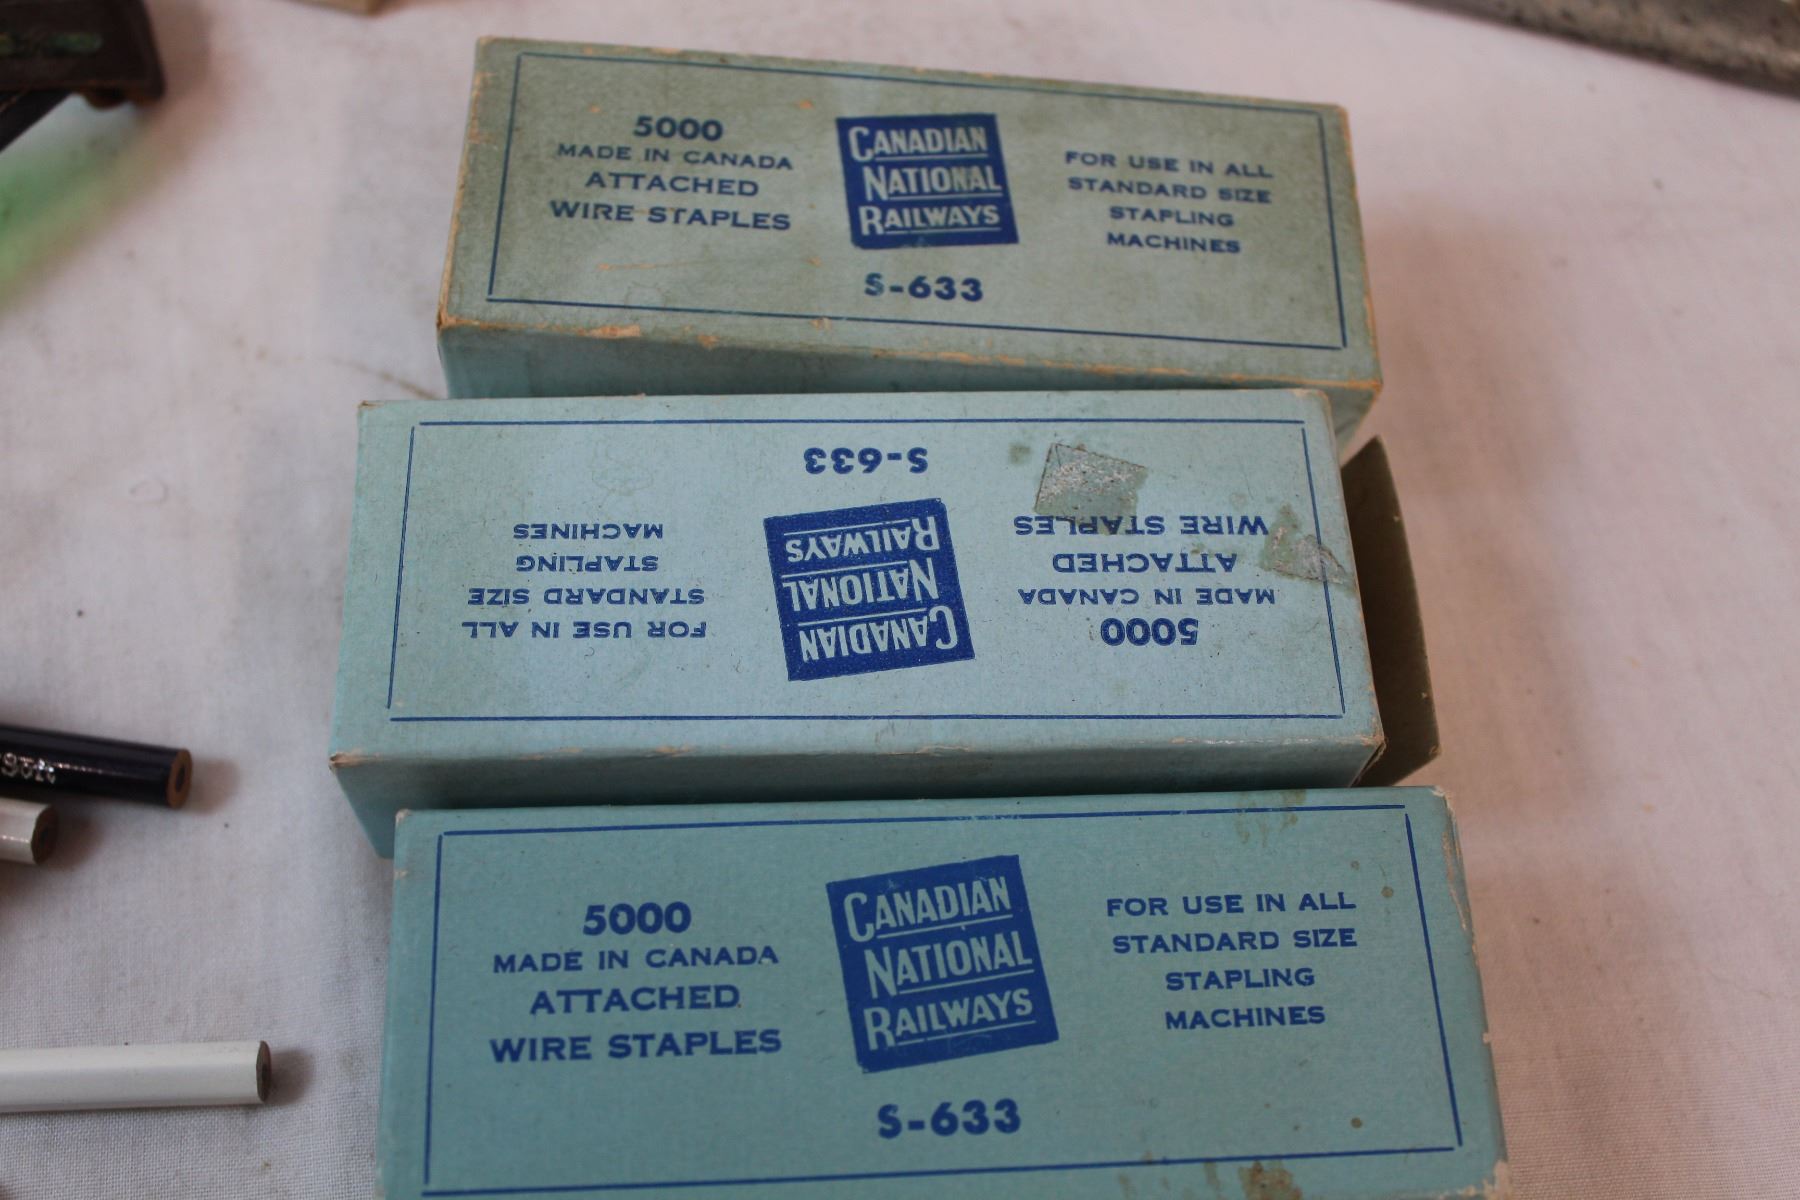 5000
MADE IN CANADA
ATTACHED
WIRE STAPLES
CANADIAN
NATIONAL
RAILWAYS
S-633
FOR USE IN ALL
STANDARD SIZE
STAPLING
MACHINES
5000
MADE IN CANADA
ATTACHED
WIRE STAPLES
CANADIAN
NATIONAL
RAILWAYS
S-633
FOR USE IN ALL
STANDARD SIZE
STAPLING
MACHINES
5000
MADE IN CANADA
ATTACHED
WIRE STAPLES
CANADIAN
NATIONAL
RAILWAYS
S-633
FOR USE IN ALL
STANDARD SIZE
STAPLING
MACHINES